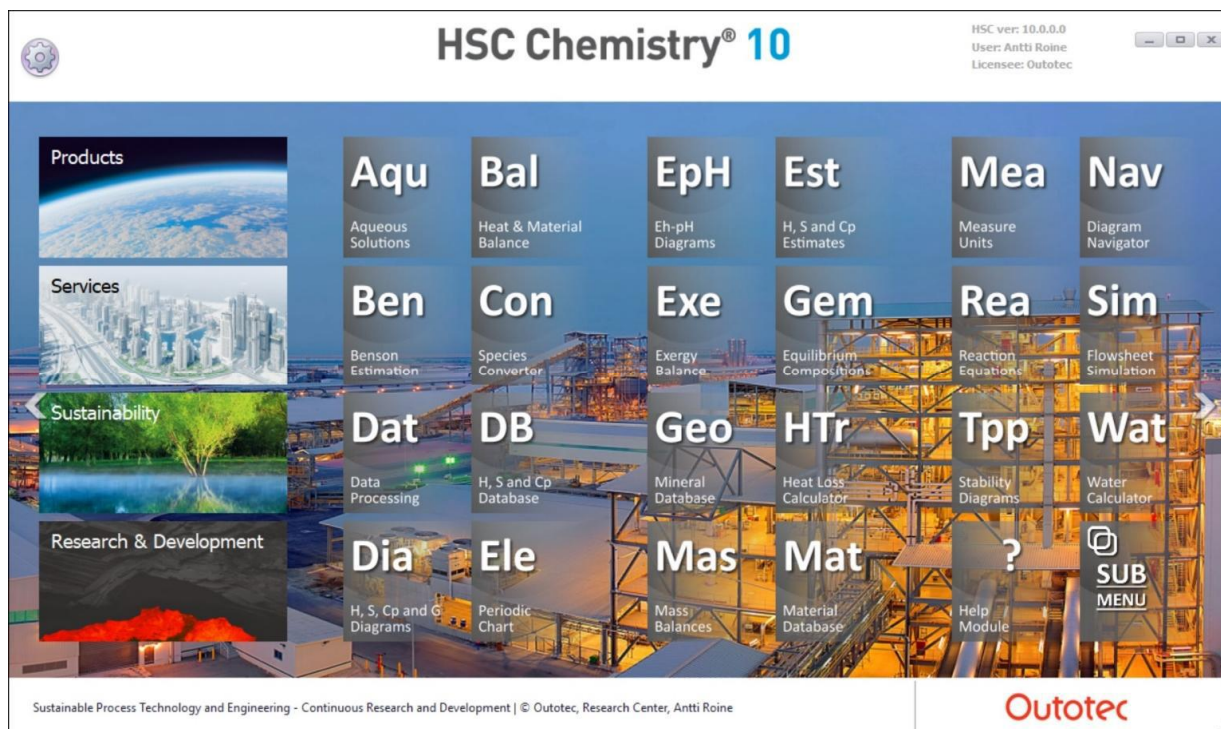 HSC Chemistry® 10
HSC ver: 10.0.0.0
User: Antti Roine
Licensee: Outotec
Products
Services
Sustainability
Research & Development
Aqu
Aqueous
Solutions
Bal
Heat & Material
Balance
EpH
Eh-pH
Diagrams
Est
H, S and Cp
Estimates
Mea
Measure
Units
Nav
Diagram
Navigator
Ben
Benson
Estimation
Con
Species
Converter
Exe
Exergy
Balance
Gem
Equilibrium
Compositions
Rea
Reaction
Equations
Sim
Flowsheet
Simulation
Dat
Data
Processing
DB
H, S and Cp
Database
Geo
Mineral
Database
HTr
Heat Loss
Calculator
Tpp
Stability
Diagrams
Wat
Water
Calculator
Dia
H, S, Cp and G
Diagrams
Ele
Periodic
Chart
Mas
Mass
Balances
Mat
Material
Database
?
Help
Module
SUB
MENU
Sustainable Process Technology and Engineering - Continuous Research and Development | © Outotec, Research Center, Antti Roine
Outotec